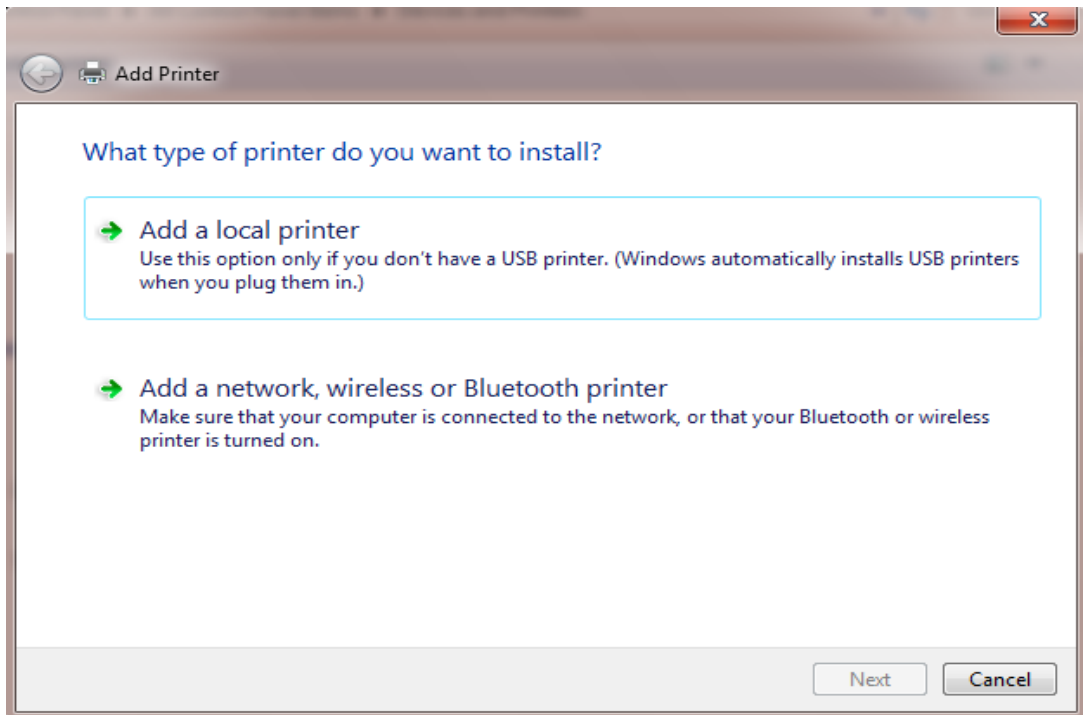 Add Printer
What type of printer do you want to install?
Add a local printer
Use this option only if you don't have a USB printer. (Windows automatically installs USB printers
when you plug them in.)
Add a network, wireless or Bluetooth printer
Make sure that your computer is connected to the network, or that your Bluetooth or wireless
printer is turned on.
Next
Cancel